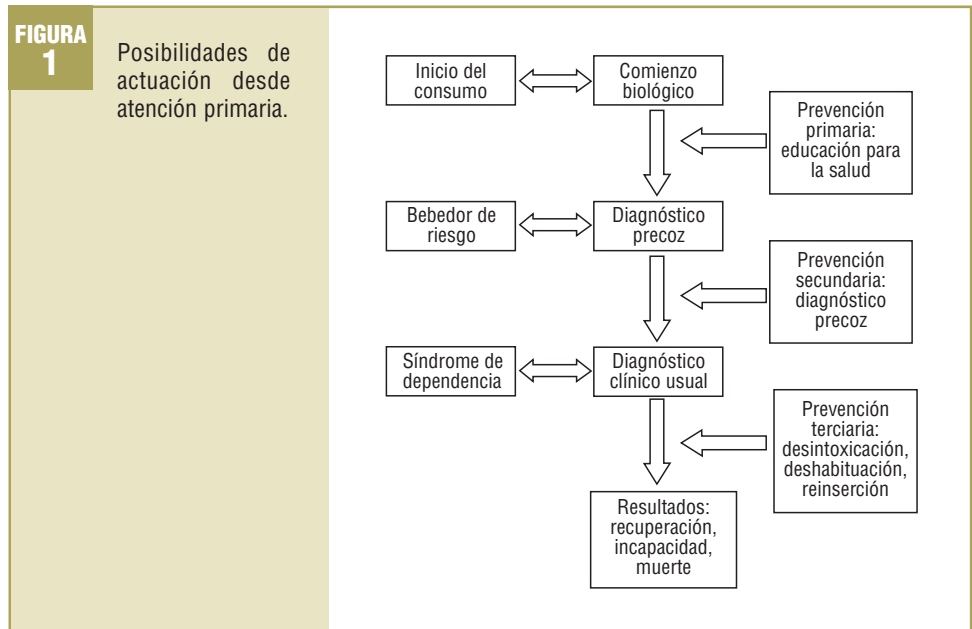 FIGURA
1
Posibilidades de
actuación desde
atención primaria.
Inicio del
consumo
Comienzo
biológico
Prevención
primaria:
educación para
la salud
Bebedor de
riesgo
Diagnóstico
precoz
Prevención
secundaria:
diagnóstico
precoz
Síndrome de
dependencia
Diagnóstico
clínico usual
Prevención
terciaria:
desintoxicación,
deshabituación,
reinserción
Resultados:
recuperación,
incapacidad,
muerte